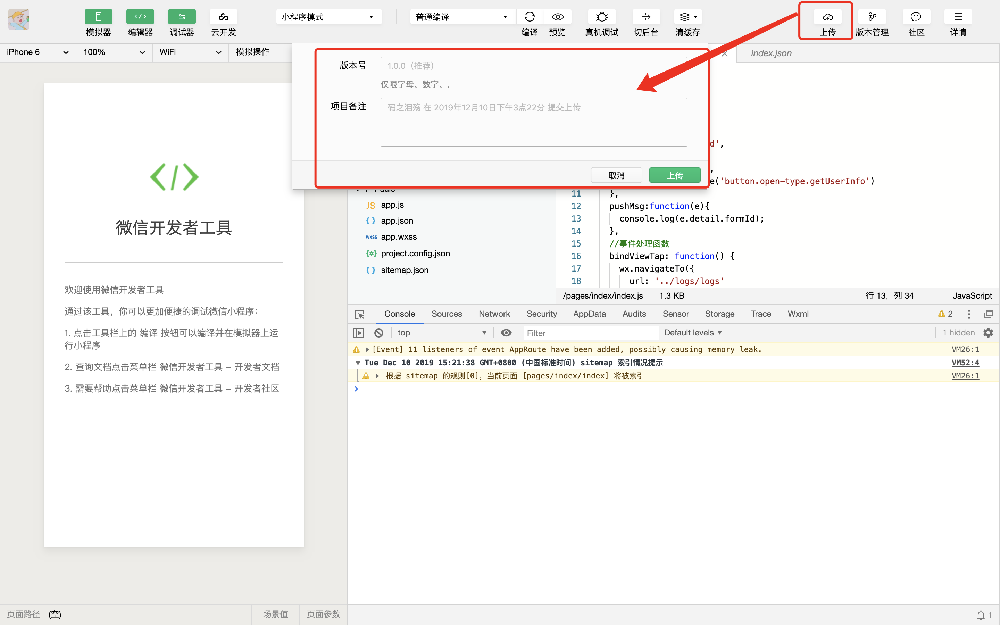 模拟器 编辑器 调试器 云开发 小程序模式 普通编译 编译 预览 真机调试 切后台 清缓存 上传 版本管理 社区 详情
iPhone 6 100% WiFi 模拟操作
index.json
版本号 1.0.0（推荐）
仅限字母、数字、.
项目备注 码之泪殇 在 2019年12月10日下午3点22分 提交上传
取消 上传
微信开发者工具
欢迎使用微信开发者工具
通过该工具，你可以更加便捷的调试微信小程序：
1. 点击工具栏上的 编译 按钮可以编译并在模拟器上运
行小程序
2. 查询文档点击菜单栏 微信开发者工具 – 开发者文档
3. 需要帮助点击菜单栏 微信开发者工具 – 开发者社区
utils
JS app.js
{ } app.json
wxss app.wxss
project.config.json
{ } sitemap.json
d',
,
e('button.open-type.getUserInfo')
11 },
12 pushMsg:function(e){
13 console.log(e.detail.formId);
14 },
15 //事件处理函数
16 bindViewTap: function() {
17 wx.navigateTo({
18 url: '../logs/logs'
/pages/index/index.js 1.3 KB 行 13，列 34 JavaScript
Console Sources Network Security AppData Audits Sensor Storage Trace Wxml 2
top Filter Default levels 1 hidden
[Event] 11 listeners of event AppRoute have been added, possibly causing memory leak. VM26:1
Tue Dec 10 2019 15:21:38 GMT+0800 (中国标准时间) sitemap 索引情况提示 VM52:4
根据 sitemap 的规则[0]，当前页面 [pages/index/index] 将被索引 VM26:1
页面路径 (空) 场景值 页面参数 1